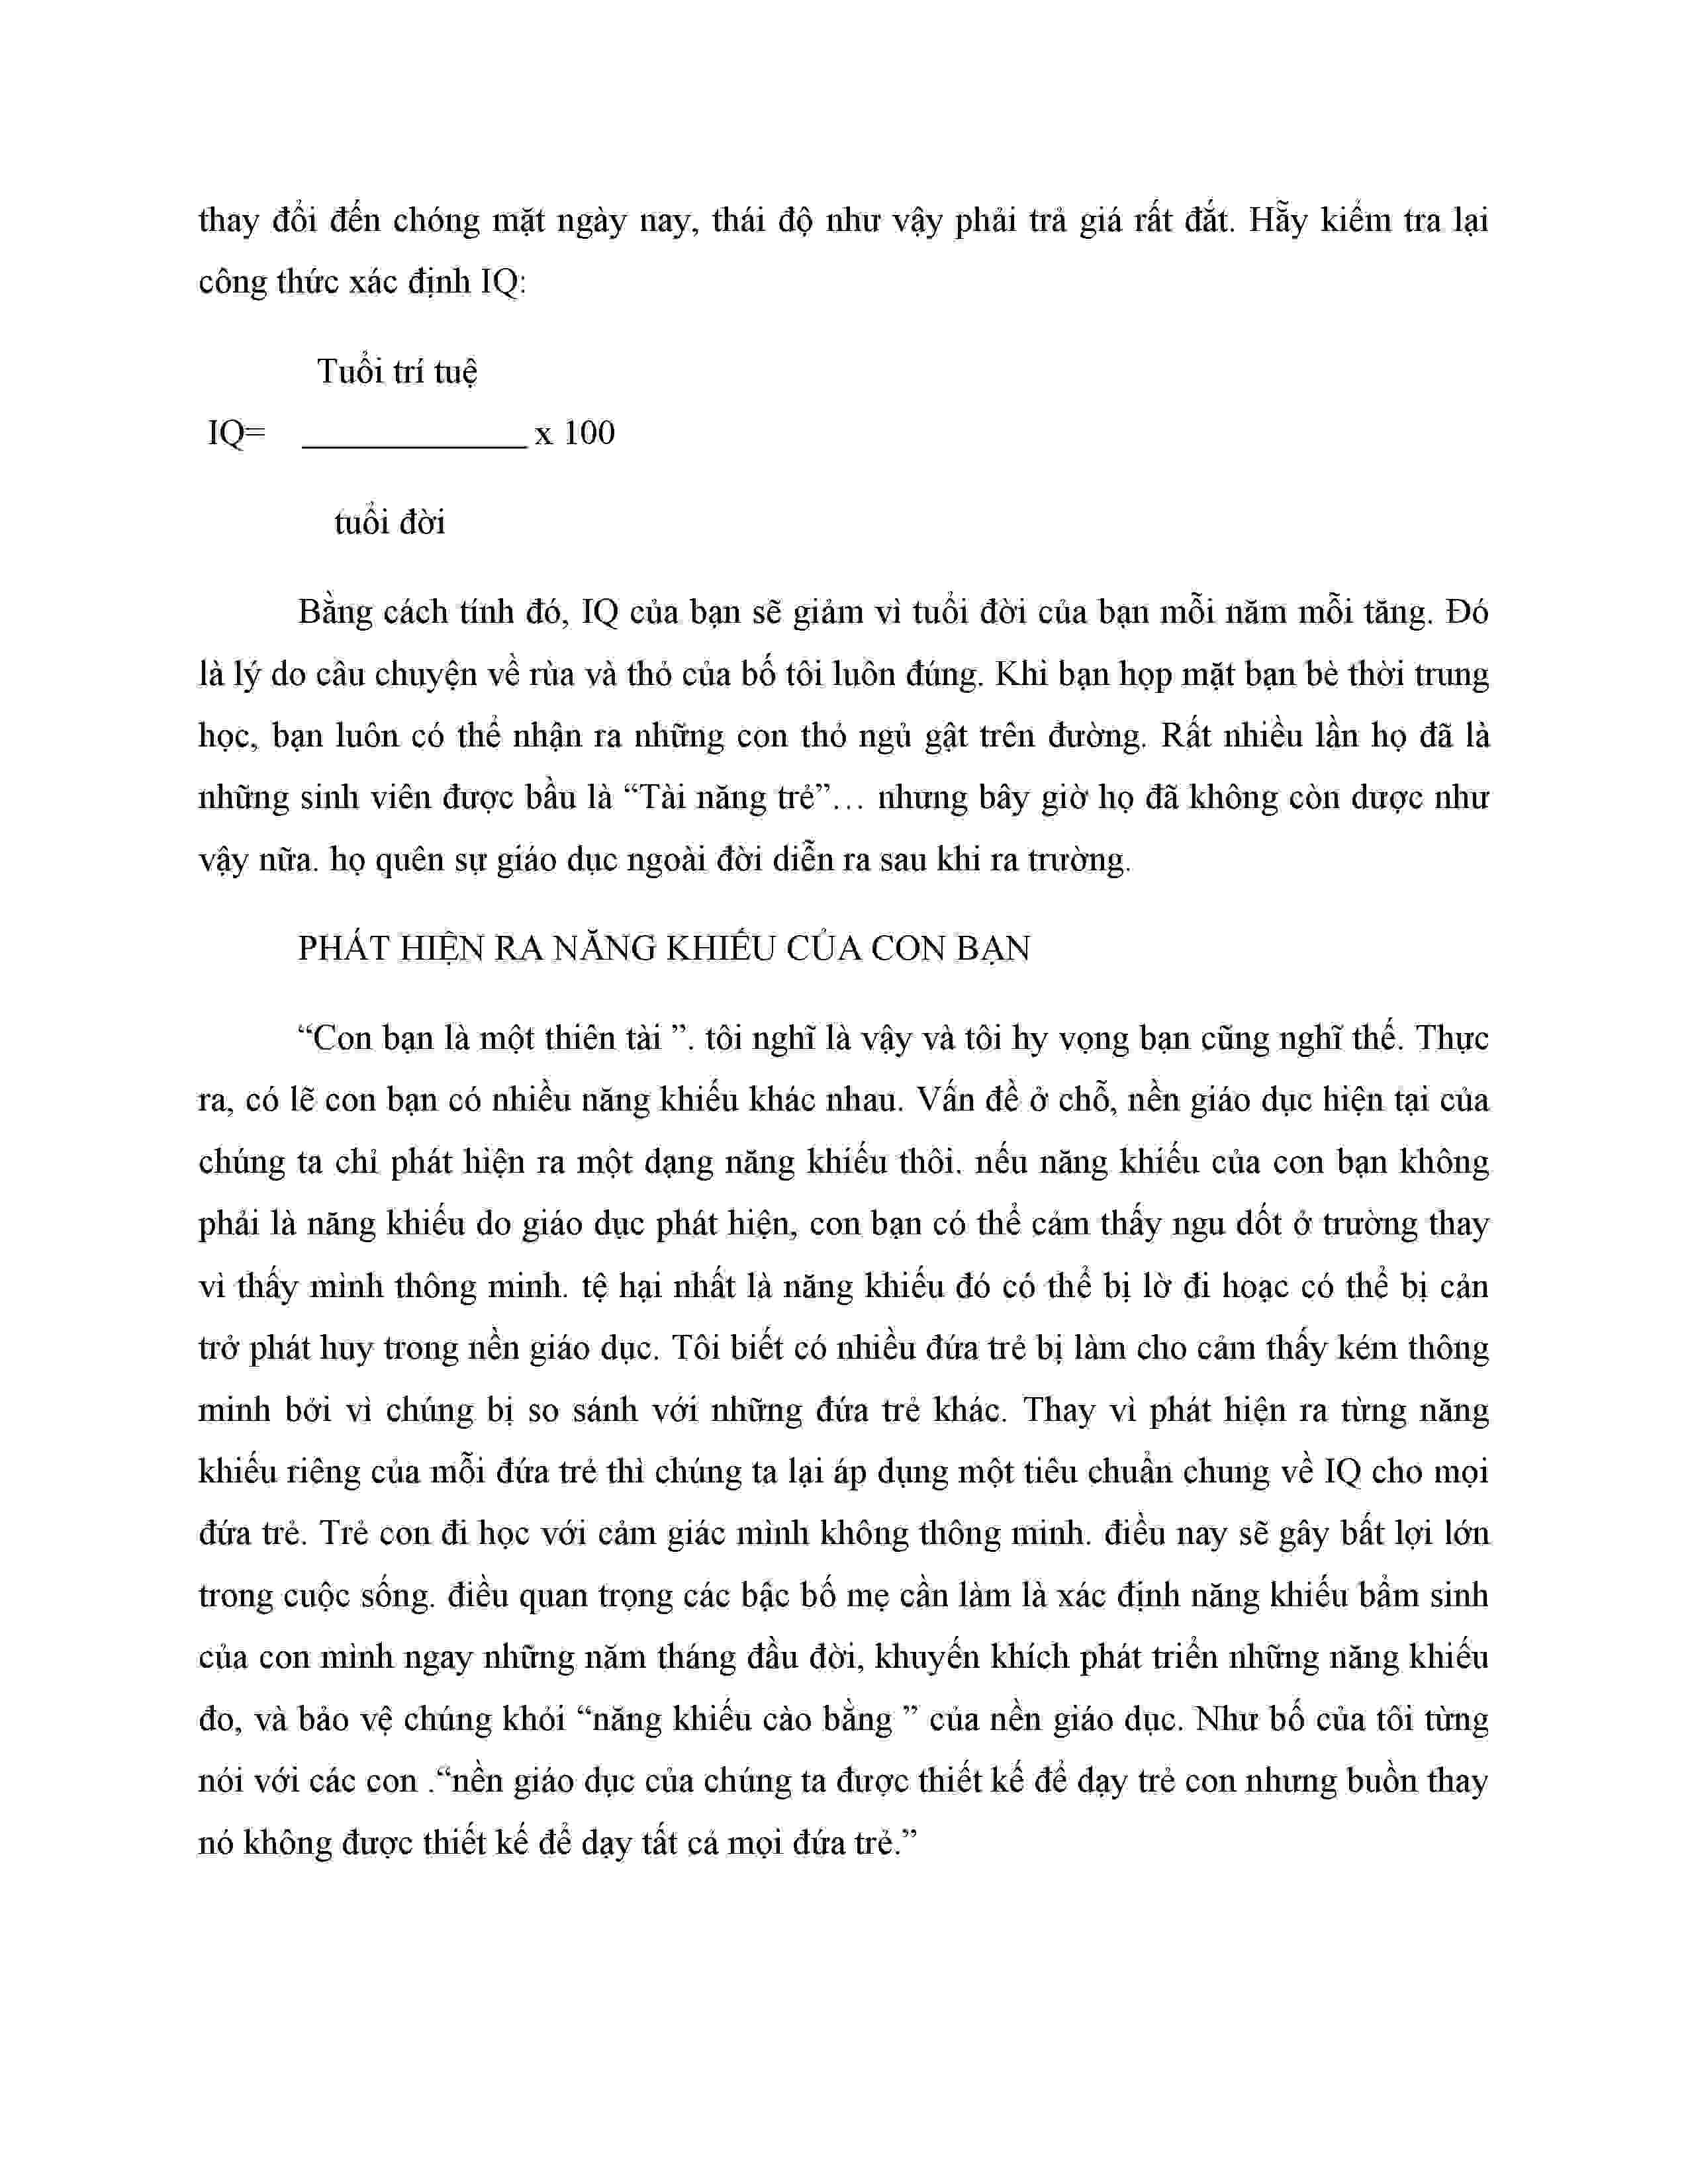 thay đổi đến chóng mặt ngày nay, thái độ như vậy phải trả giá rất đắt. Hẵy kiểm tra lại
công thức xác định IQ:
Tuổi trí tuệ
IQ= _____________ x 100
tuổi đời
Bằng cách tính đó, IQ của bạn sẽ giảm vì tuổi đời của bạn mỗi năm mỗi tăng. Đó
là lý do câu chuyện về rùa và thỏ của bố tôi luôn đúng. Khi bạn họp mặt bạn bè thời trung
học, bạn luôn có thể nhận ra những con thỏ ngủ gật trên đường. Rất nhiều lần họ đã là
những sinh viên được bầu là “Tài năng trẻ”… nhưng bây giờ họ đã không còn dược như
vậy nữa. họ quên sự giáo dục ngoài đời diễn ra sau khi ra trường.
PHÁT HIỆN RA NĂNG KHIẾU CỦA CON BẠN
“Con bạn là một thiên tài ”. tôi nghĩ là vậy và tôi hy vọng bạn cũng nghĩ thế. Thực
ra, có lẽ con bạn có nhiều năng khiếu khác nhau. Vấn đề ở chỗ, nền giáo dục hiện tại của
chúng ta chỉ phát hiện ra một dạng năng khiếu thôi. nếu năng khiếu của con bạn không
phải là năng khiếu do giáo dục phát hiện, con bạn có thể cảm thấy ngu dốt ở trường thay
vì thấy mình thông minh. tệ hại nhất là năng khiếu đó có thể bị lờ đi hoạc có thể bị cản
trở phát huy trong nền giáo dục. Tôi biết có nhiều đứa trẻ bị làm cho cảm thấy kém thông
minh bởi vì chúng bị so sánh với những đứa trẻ khác. Thay vì phát hiện ra từng năng
khiếu riêng của mỗi đứa trẻ thì chúng ta lại áp dụng một tiêu chuẩn chung về IQ cho mọi
đứa trẻ. Trẻ con đi học với cảm giác mình không thông minh. điều nay sẽ gây bất lợi lớn
trong cuộc sống. điều quan trọng các bậc bố mẹ cần làm là xác định năng khiếu bẩm sinh
của con mình ngay những năm tháng đầu đời, khuyến khích phát triển những năng khiếu
đo, và bảo vệ chúng khỏi “năng khiếu cào bằng ” của nền giáo dục. Như bố của tôi từng
nói với các con .“nền giáo dục của chúng ta được thiết kế để dạy trẻ con nhưng buồn thay
nó không được thiết kế để dạy tất cả mọi đứa trẻ.”